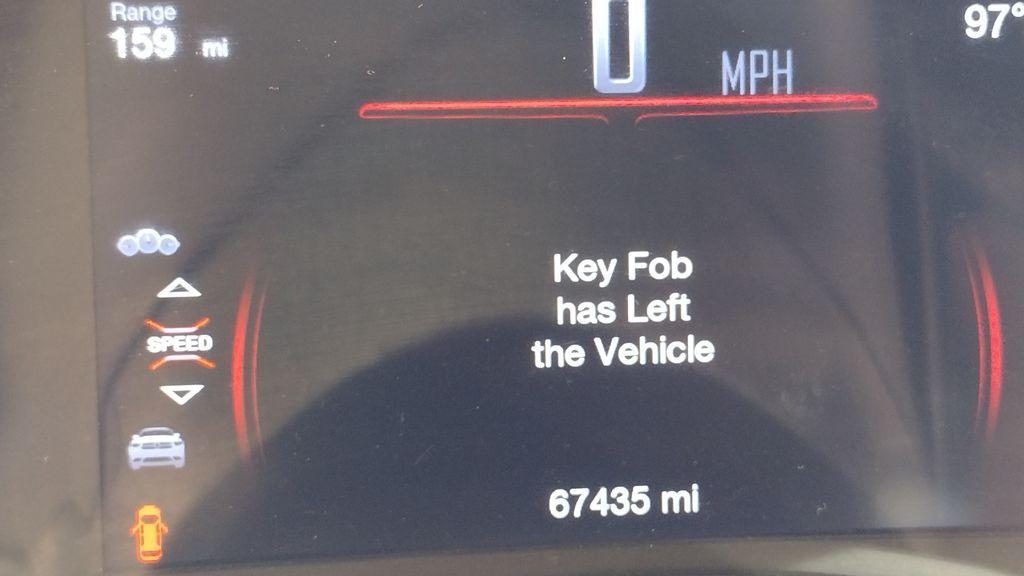 Range
159 mi
0
MPH
97°
SPEED
Key Fob
has Left
the Vehicle
67435 mi